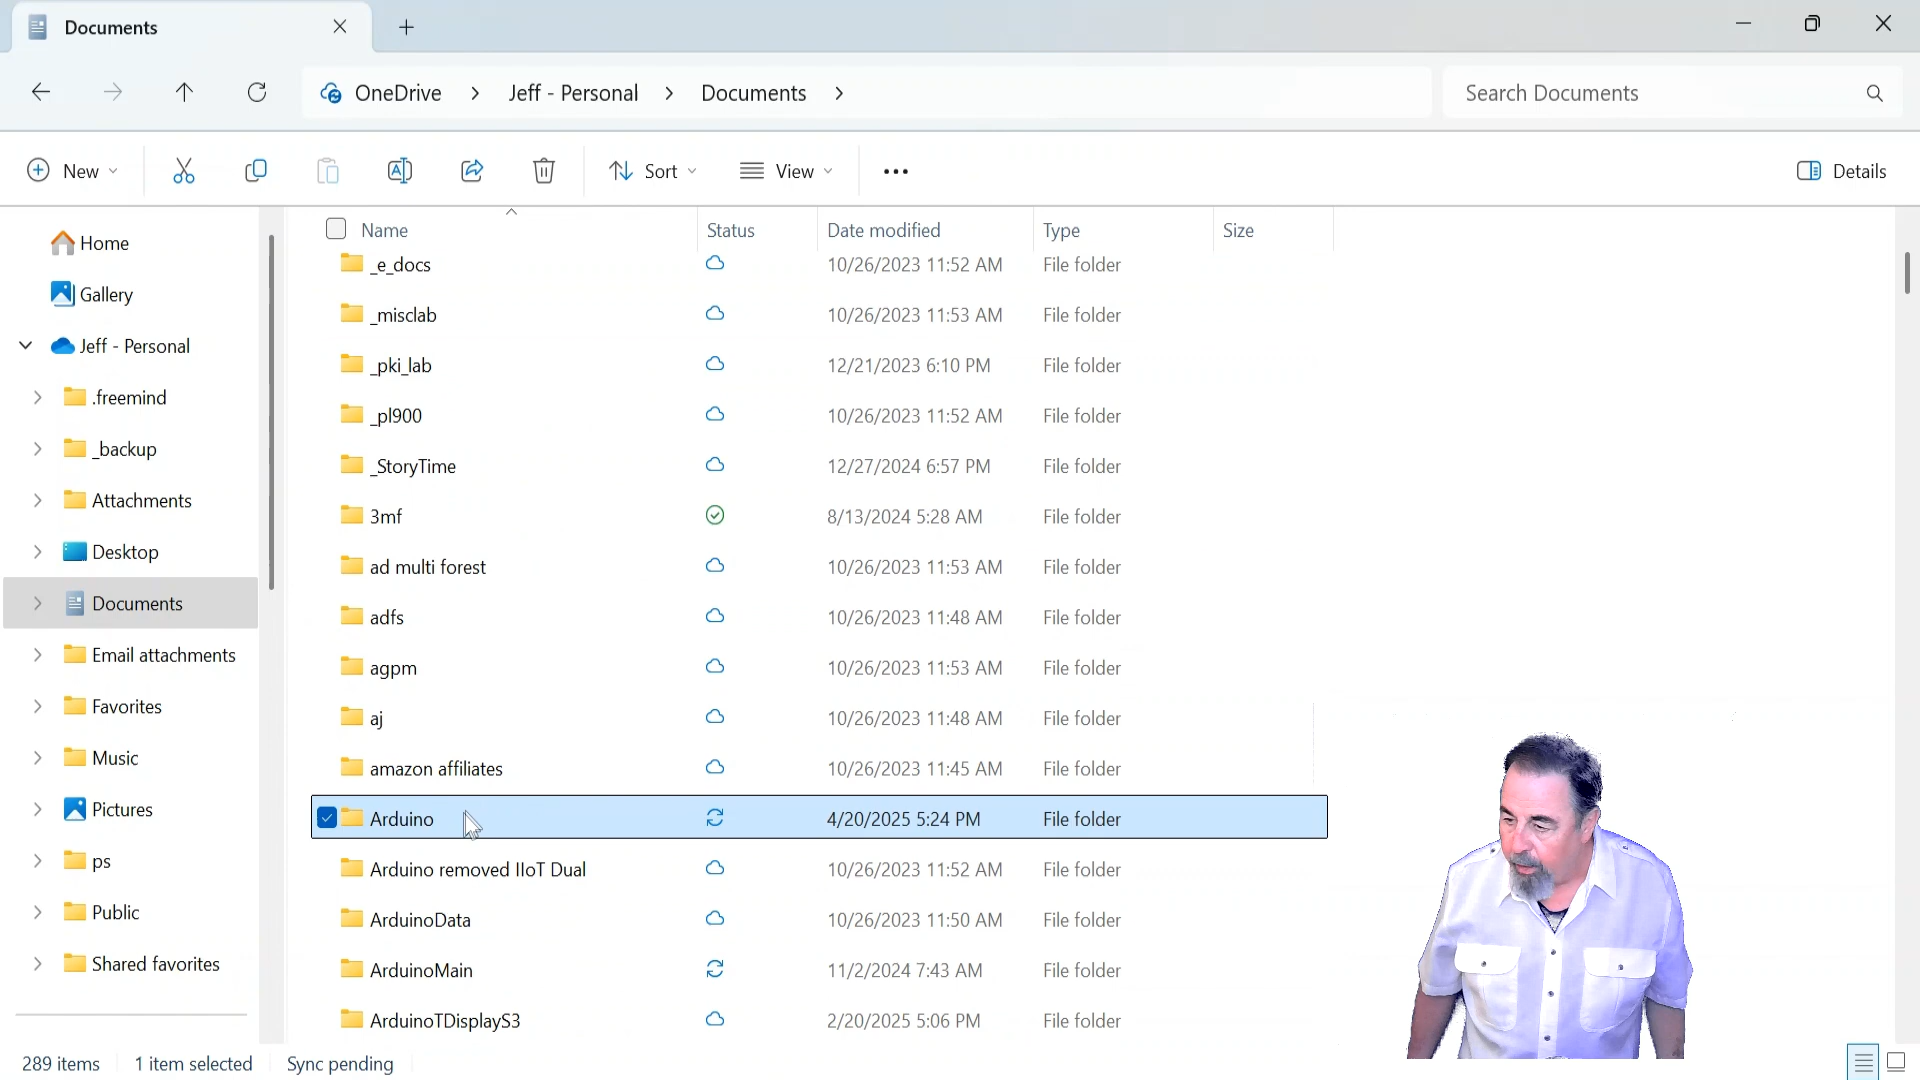 Documents
OneDrive > Jeff - Personal > Documents >
Search Documents
New
Sort
View
Details
Home
Gallery
Jeff - Personal
.freemind
_backup
Attachments
Desktop
Documents
Email attachments
Favorites
Music
Pictures
ps
Public
Shared favorites
Name Status Date modified Type Size
_e_docs 10/26/2023 11:52 AM File folder
_misclab 10/26/2023 11:53 AM File folder
_pki_lab 12/21/2023 6:10 PM File folder
_pl900 10/26/2023 11:52 AM File folder
_StoryTime 12/27/2024 6:57 PM File folder
3mf 8/13/2024 5:28 AM File folder
ad multi forest 10/26/2023 11:53 AM File folder
adfs 10/26/2023 11:48 AM File folder
agpm 10/26/2023 11:53 AM File folder
aj 10/26/2023 11:48 AM File folder
amazon affiliates 10/26/2023 11:45 AM File folder
Arduino 4/20/2025 5:24 PM File folder
Arduino removed IIoT Dual 10/26/2023 11:52 AM File folder
ArduinoData 10/26/2023 11:50 AM File folder
ArduinoMain 11/2/2024 7:43 AM File folder
ArduinoTDisplayS3 2/20/2025 5:06 PM File folder
289 items 1 item selected Sync pending